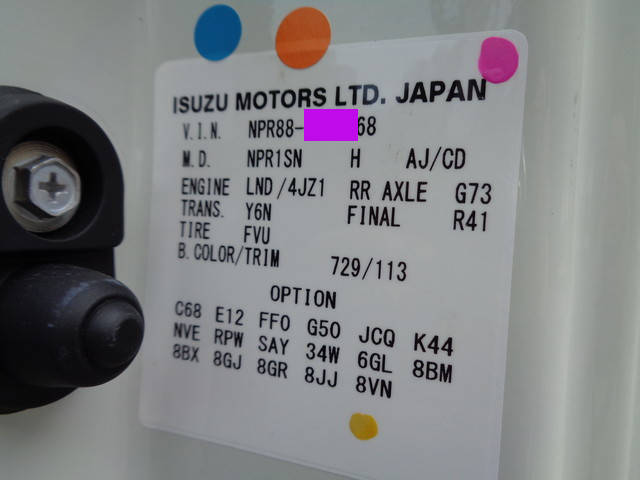 ISUZU MOTORS LTD. JAPAN
V.I.N. NPR88-68
M.D. NPR1SN H AJ/CD
ENGINE LND/4JZ1 RR AXLE G73
TRANS. Y6N FINAL R41
TIRE FVU
B.COLOR/TRIM 729/113
OPTION
C68 E12 FFO G50 JCQ K44
NVE RPW SAY 34W 6GL 8BM
8BX 8GJ 8GR 8JJ 8VN